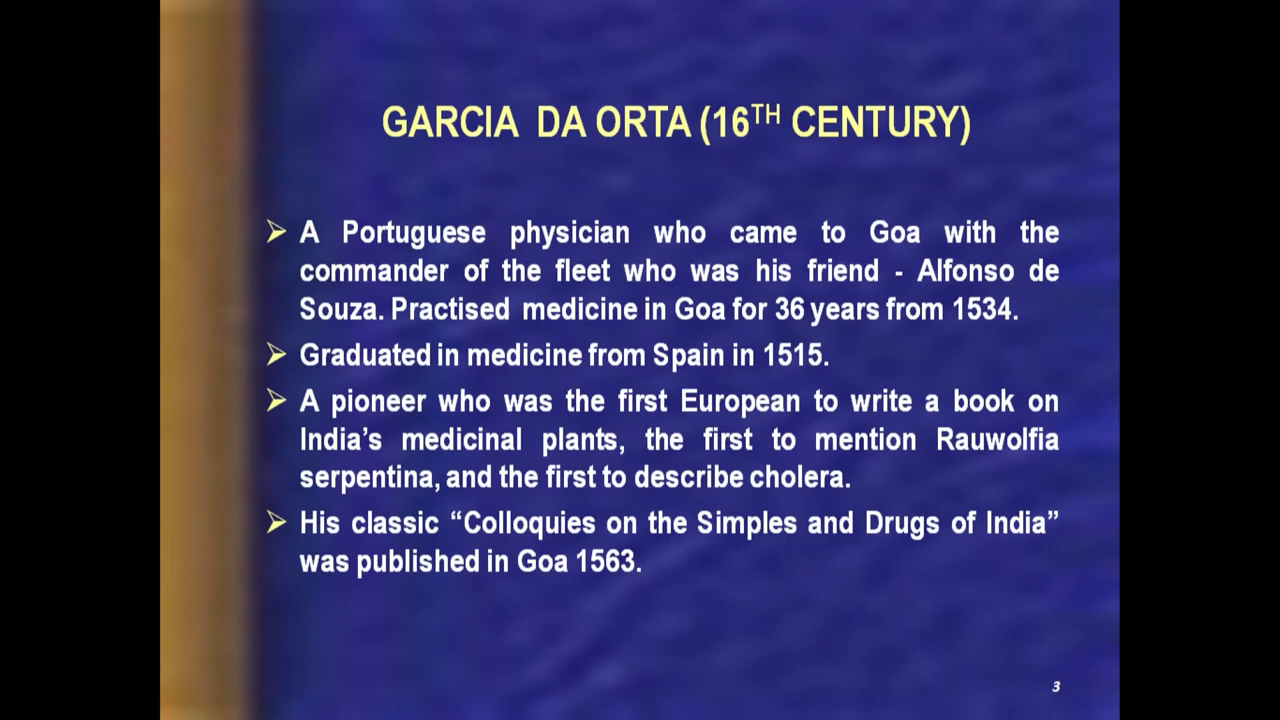 GARCIA DA ORTA (16TH CENTURY)
➢ A Portuguese physician who came to Goa with the
commander of the fleet who was his friend - Alfonso de
Souza. Practised medicine in Goa for 36 years from 1534.
➢ Graduated in medicine from Spain in 1515.
➢ A pioneer who was the first European to write a book on
India’s medicinal plants, the first to mention Rauwolfia
serpentina, and the first to describe cholera.
➢ His classic “Colloquies on the Simples and Drugs of India”
was published in Goa 1563.
3